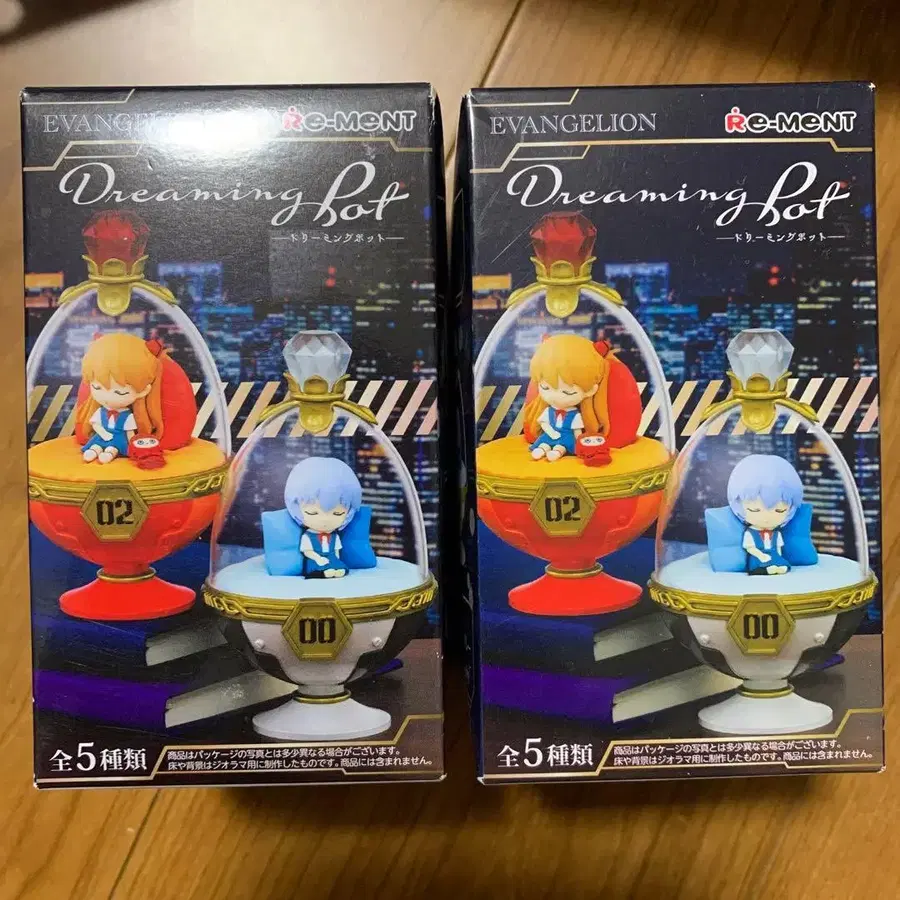 EVANGELION Re-MENT
Dreaming Pot
―ドリーミングポット―
02
00
全5種類
商品はパッケージの写真とは多少異なる場合がございます。
床や背景はジオラマ用に制作したものです。商品には含まれません。
EVANGELION Re-MENT
Dreaming Pot
―ドリーミングポット―
02
00
全5種類
商品はパッケージの写真とは多少異なる場合がございます。
床や背景はジオラマ用に制作したものです。商品には含まれません。